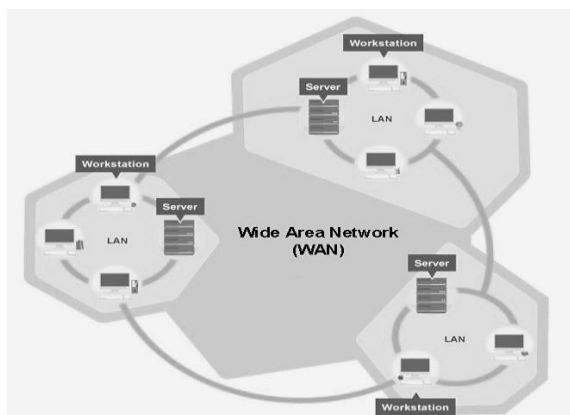 Workstation
Server
LAN
Workstation
Server
LAN
Wide Area Network
(WAN)
Server
LAN
Workstation